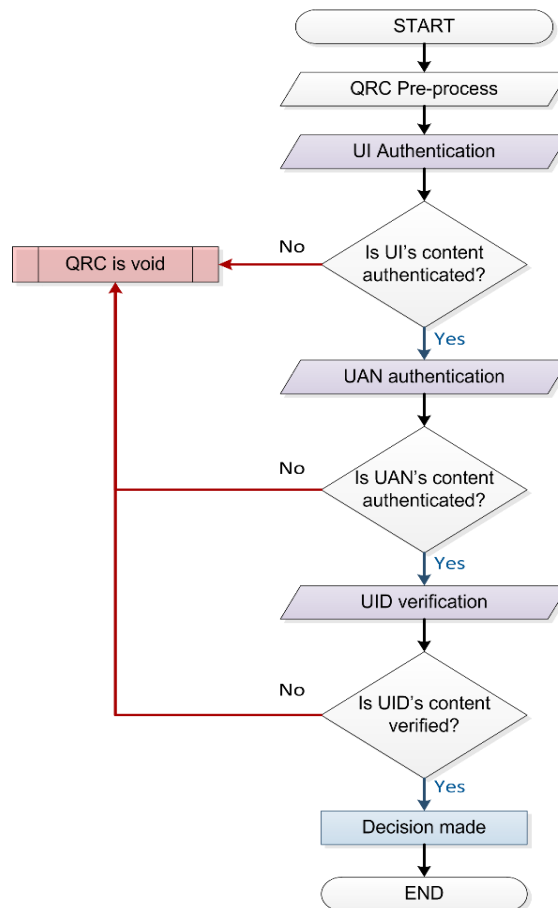 START
QRC Pre-process
UI Authentication
Is UI's content
authenticated?
No
QRC is void
Yes
UAN authentication
Is UAN's content
authenticated?
No
Yes
UID verification
Is UID's content
verified?
No
Yes
Decision made
END